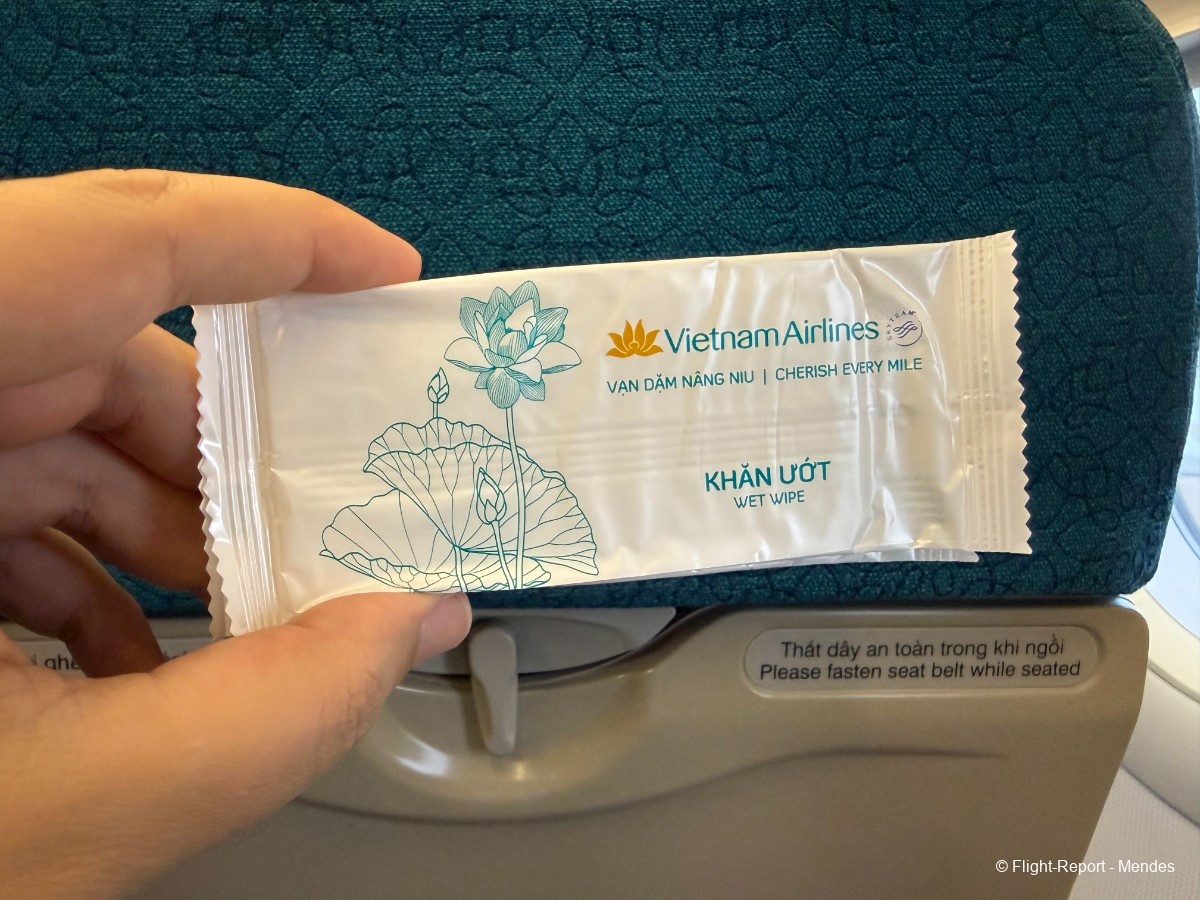 Vietnam Airlines SKYTEAM
VẠN DẶM NÂNG NIU | CHERISH EVERY MILE
KHĂN ƯỚT
WET WIPE
Thắt dây an toàn trong khi ngồi
Please fasten seat belt while seated
© Flight-Report - Mendes